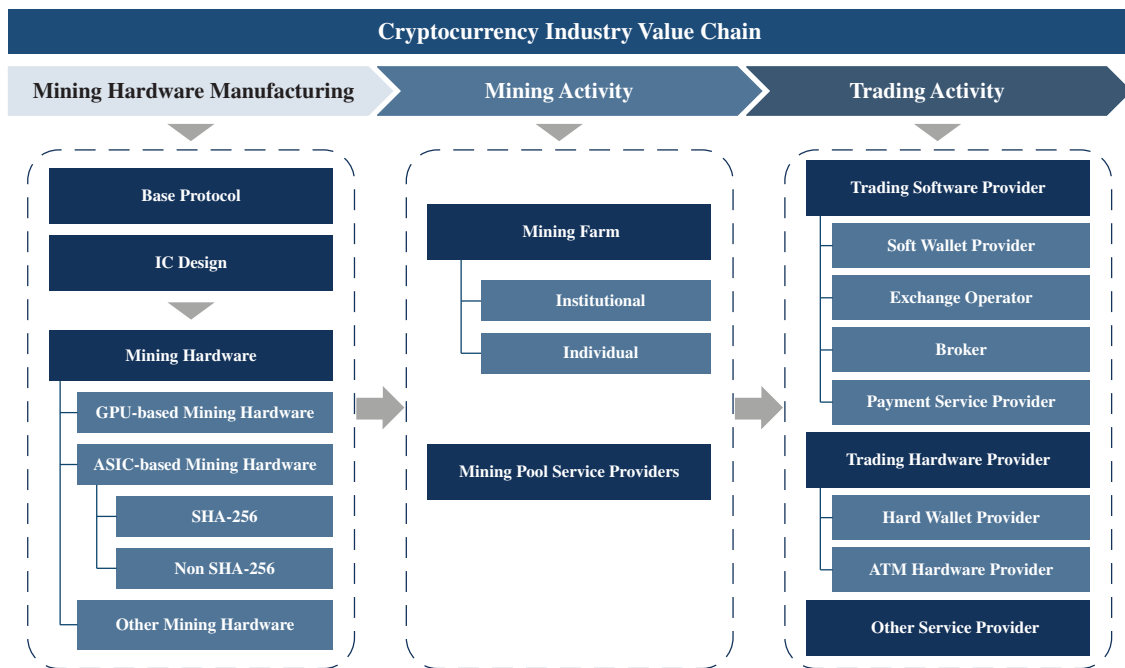 Cryptocurrency Industry Value Chain
Mining Hardware Manufacturing
Mining Activity
Trading Activity
Base Protocol
IC Design
Mining Hardware
GPU-based Mining Hardware
ASIC-based Mining Hardware
SHA-256
Non SHA-256
Other Mining Hardware
Mining Farm
Institutional
Individual
Mining Pool Service Providers
Trading Software Provider
Soft Wallet Provider
Exchange Operator
Broker
Payment Service Provider
Trading Hardware Provider
Hard Wallet Provider
ATM Hardware Provider
Other Service Provider